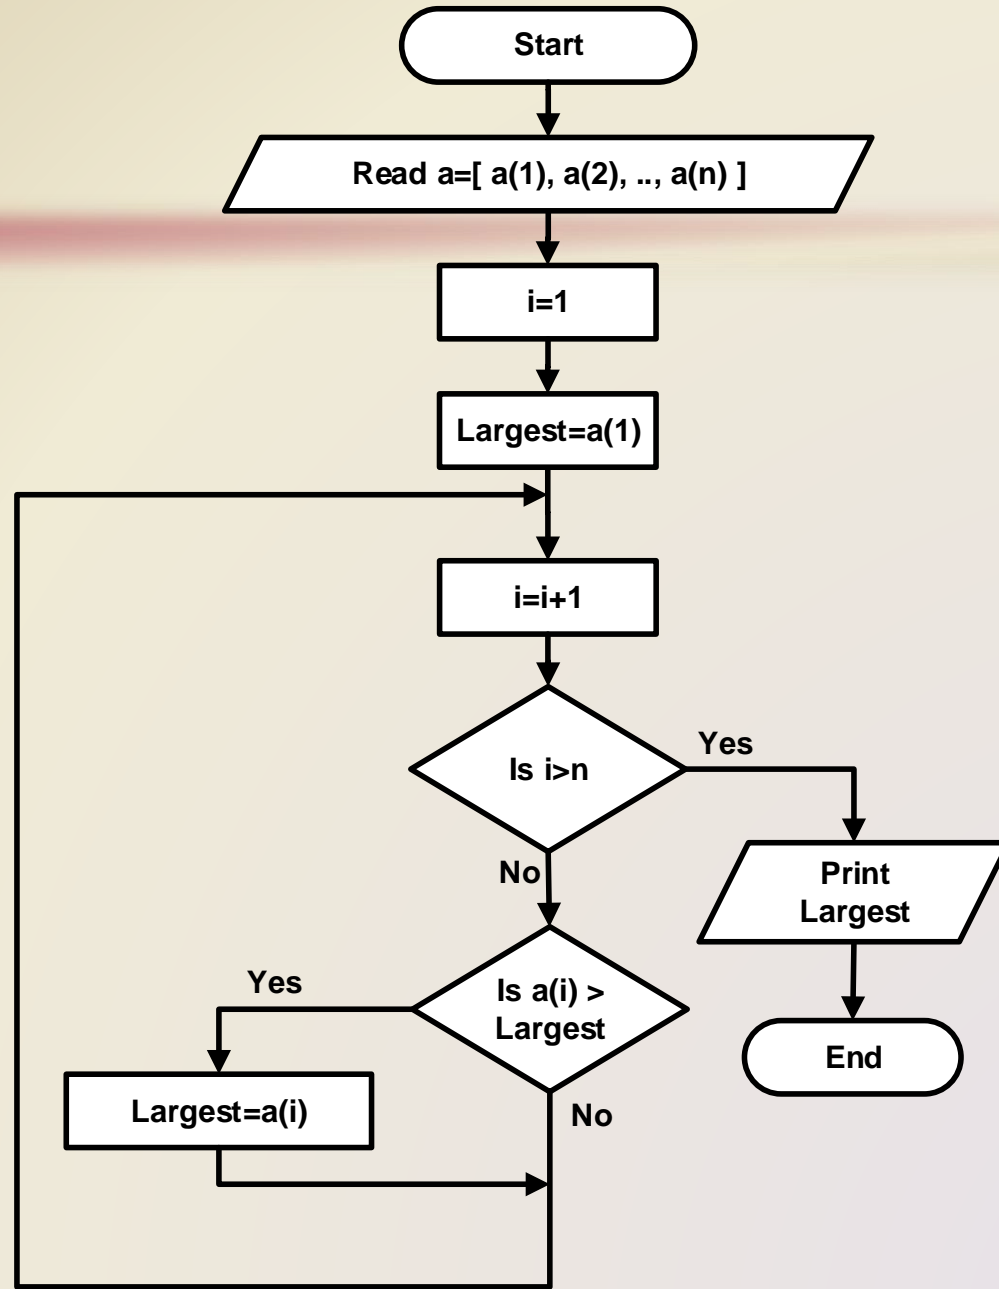 Start
Read a=[ a(1), a(2), .., a(n) ]
i=1
Largest=a(1)
i=i+1
Is i>n
Yes
No
Print
Largest
Is a(i) >
Largest
Yes
No
Largest=a(i)
End